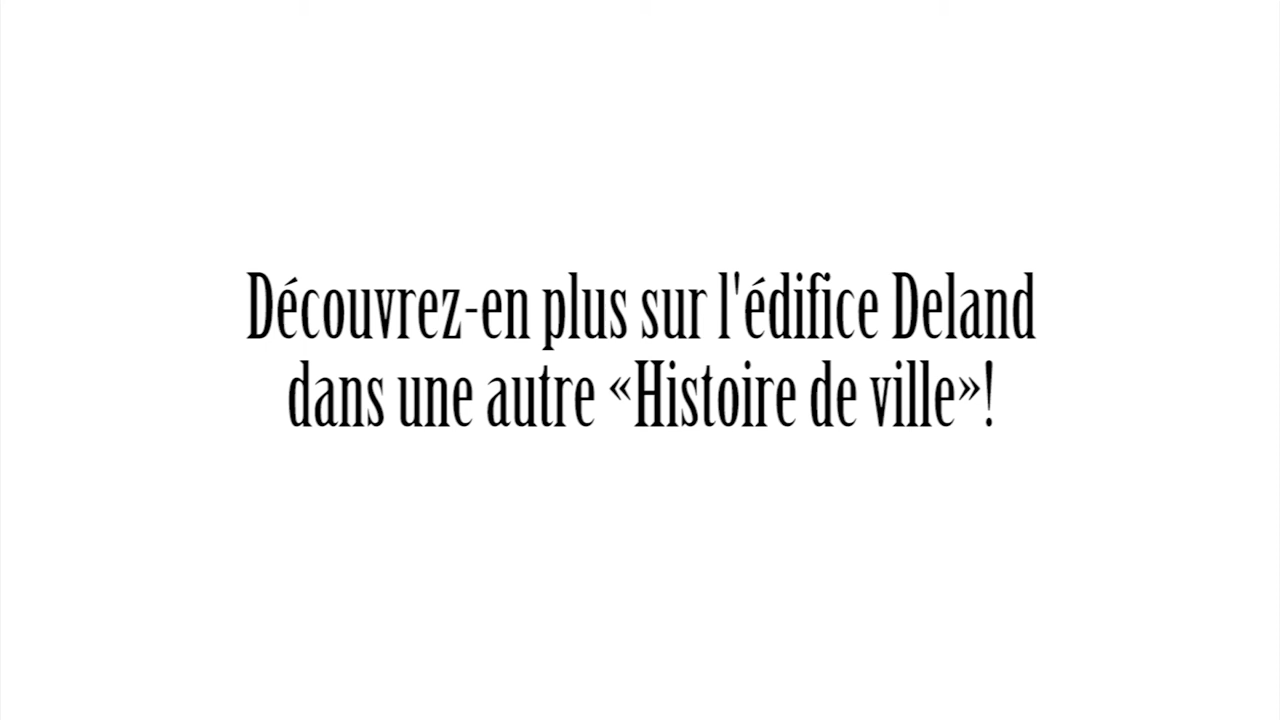 Découvrez-en plus sur l'édifice Deland
dans une autre «Histoire de ville»!